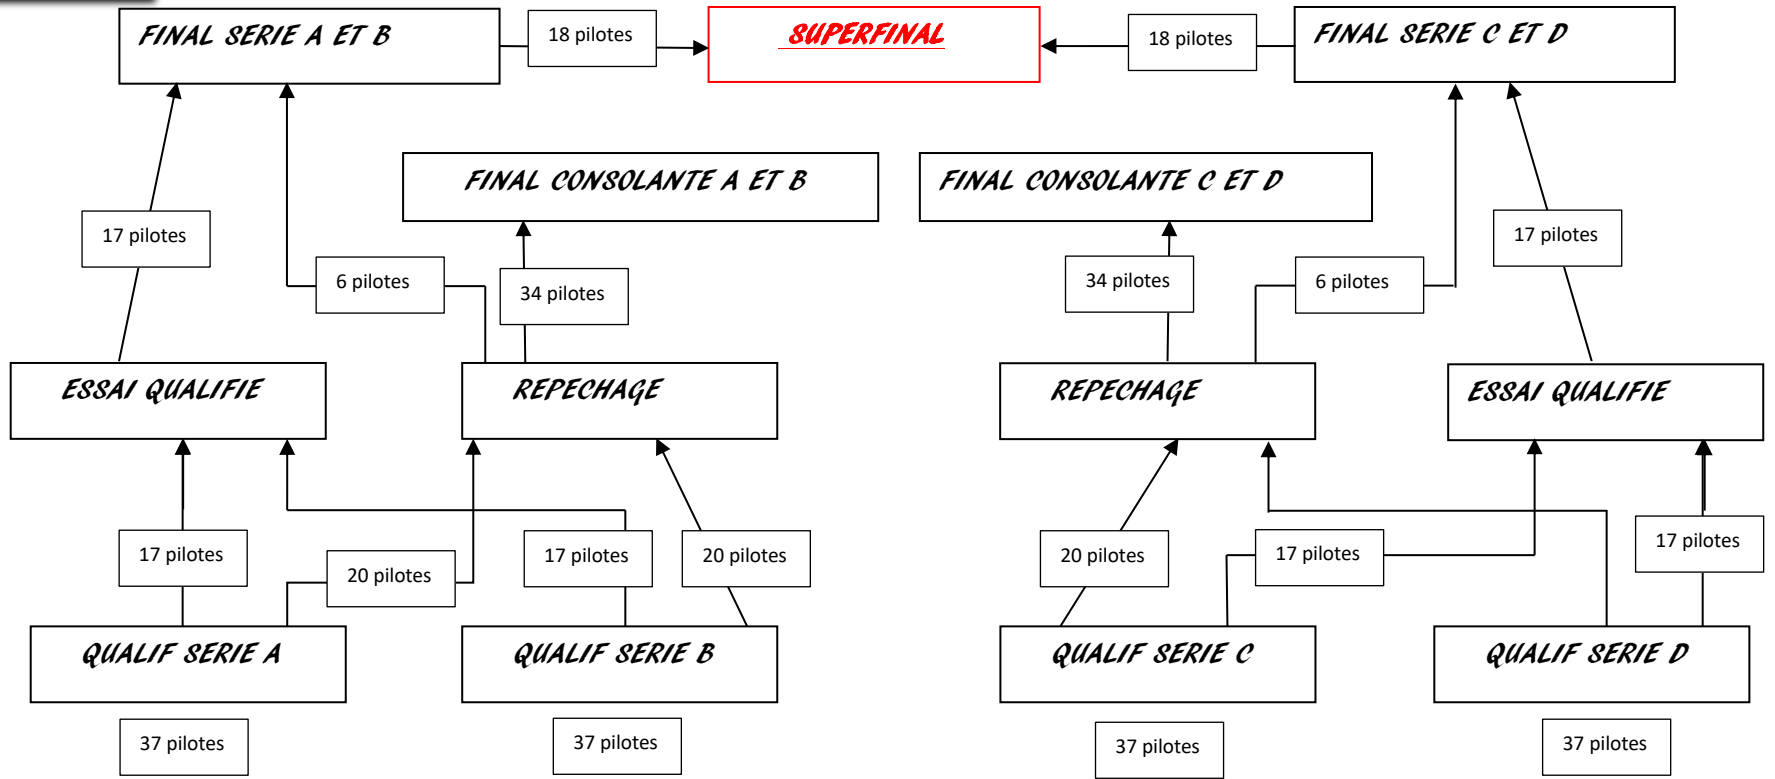 FINAL SERIE A ET B
18 pilotes
SUPERFINAL
18 pilotes
FINAL SERIE C ET D
FINAL CONSOLANTE A ET B
FINAL CONSOLANTE C ET D
17 pilotes
17 pilotes
6 pilotes
34 pilotes
34 pilotes
6 pilotes
ESSAI QUALIFIE
REPECHAGE
REPECHAGE
ESSAI QUALIFIE
17 pilotes
20 pilotes
17 pilotes
20 pilotes
20 pilotes
17 pilotes
17 pilotes
QUALIF SERIE A
QUALIF SERIE B
QUALIF SERIE C
QUALIF SERIE D
37 pilotes
37 pilotes
37 pilotes
37 pilotes